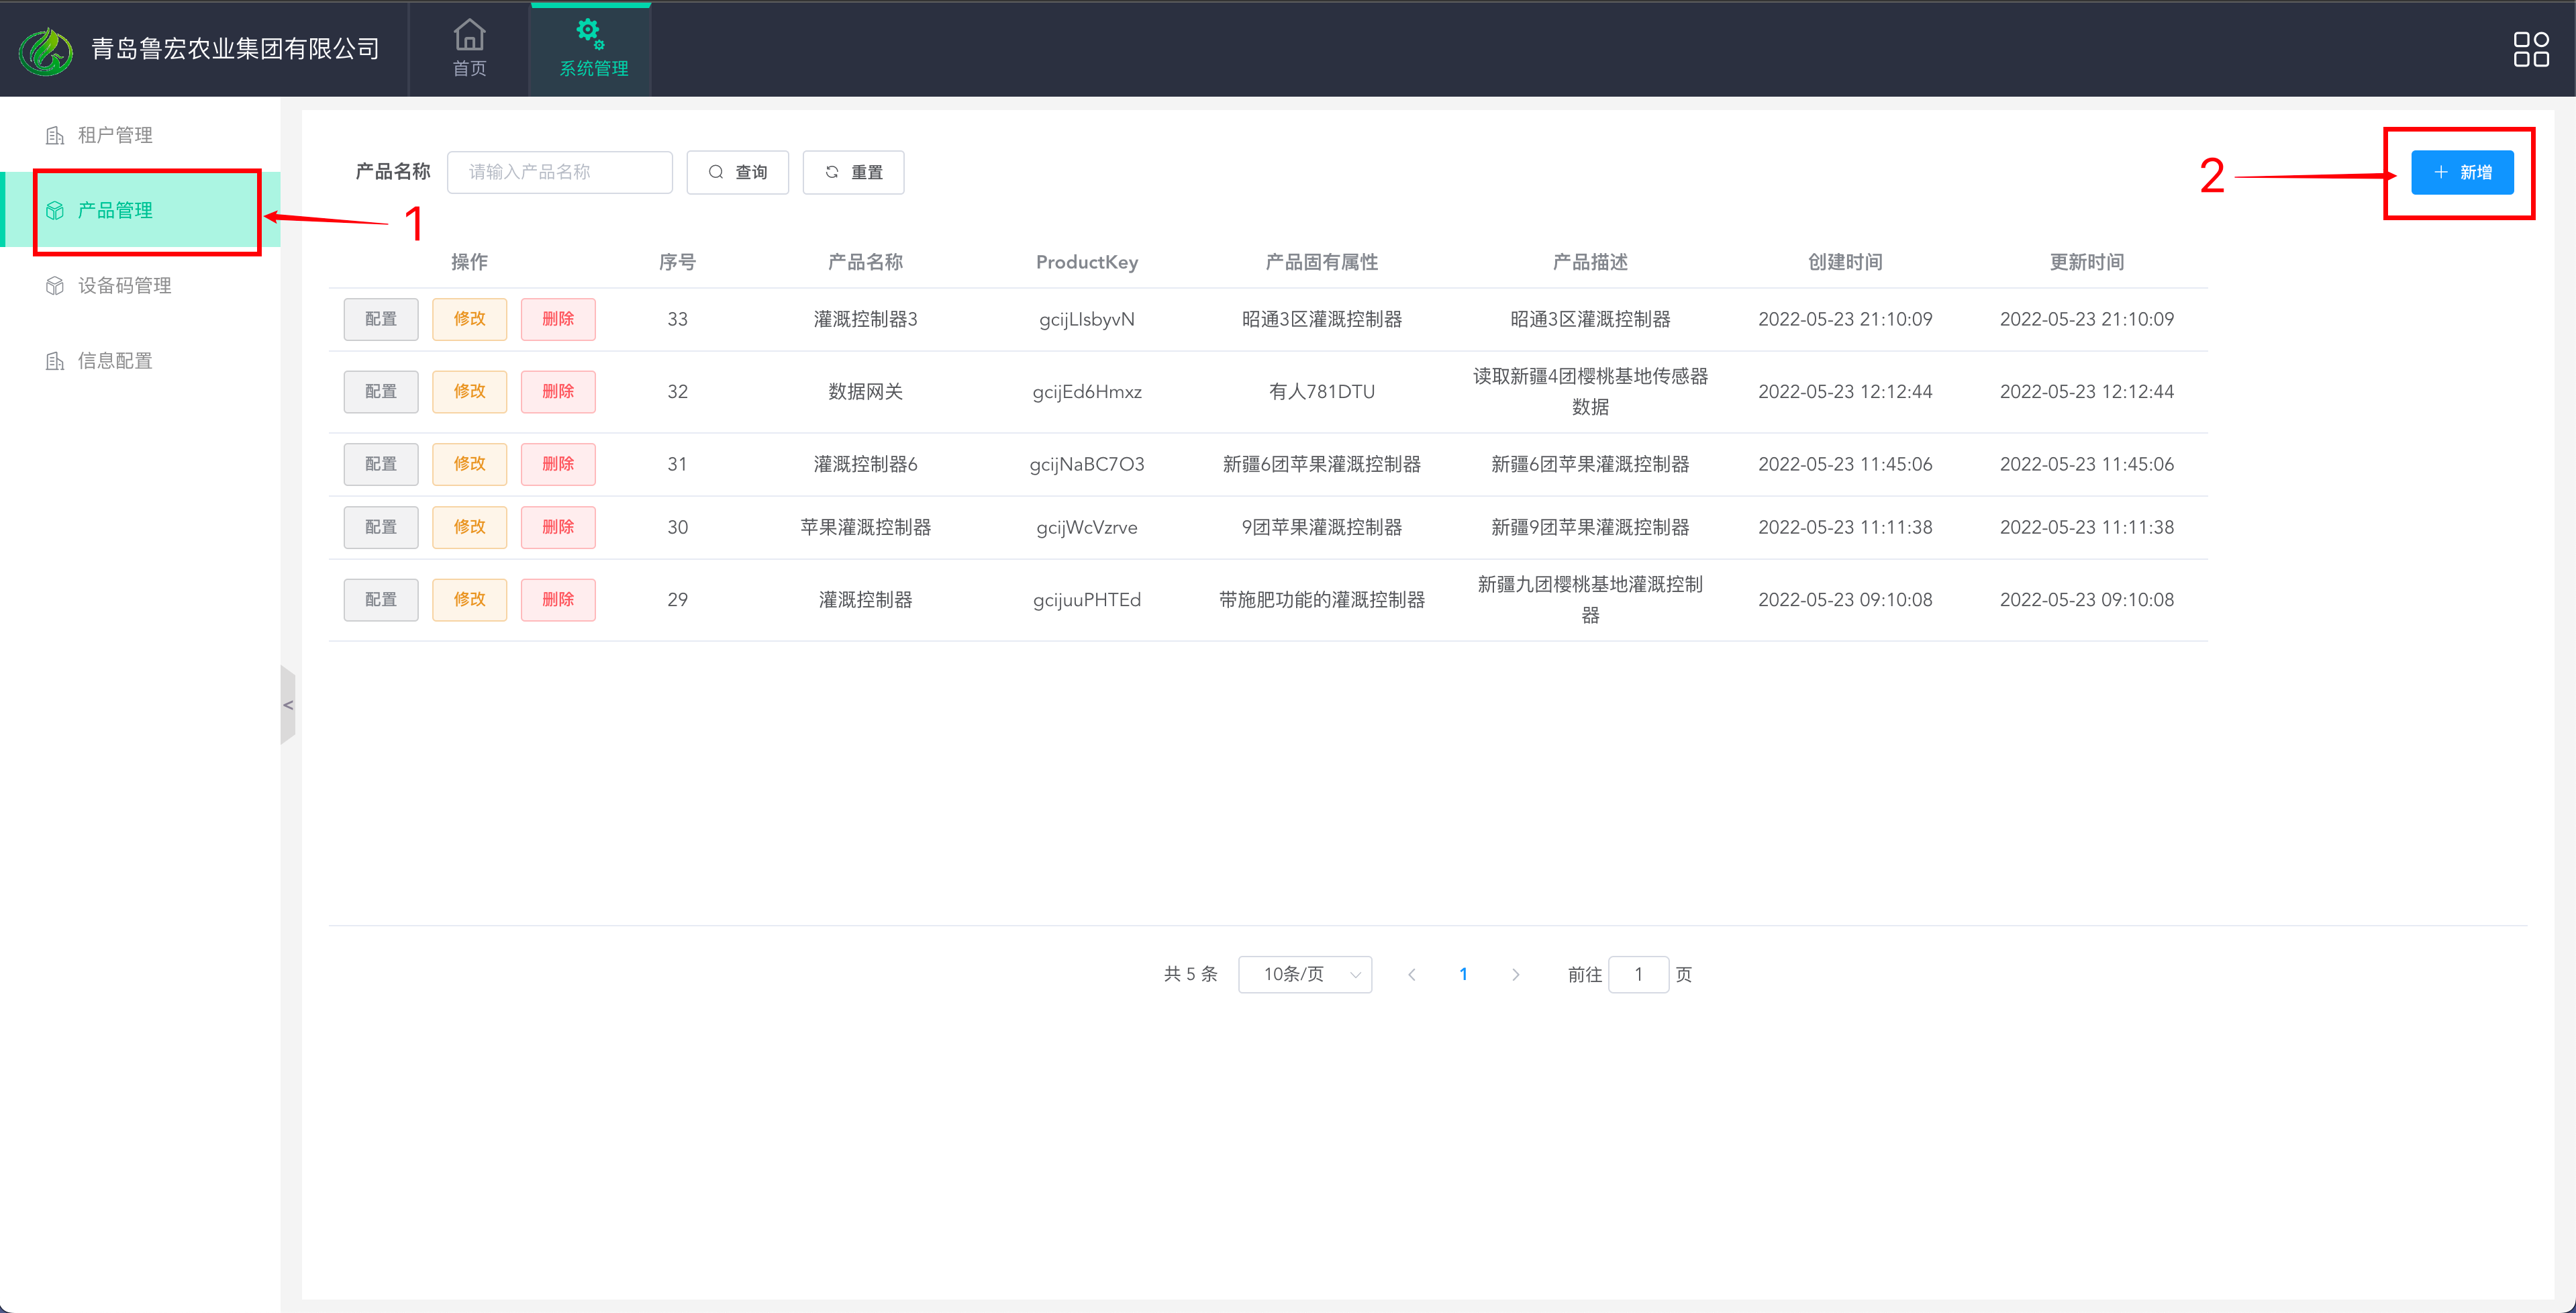 青岛鲁宏农业集团有限公司
首页
系统管理
租户管理
产品管理
设备码管理
信息配置
1
产品名称 请输入产品名称 查询 重置
2
新增
操作 序号 产品名称 ProductKey 产品固有属性 产品描述 创建时间 更新时间
配置 修改 删除 33 灌溉控制器3 gcijLIsbyvN 昭通3区灌溉控制器 昭通3区灌溉控制器 2022-05-23 21:10:09 2022-05-23 21:10:09
配置 修改 删除 32 数据网关 gcijEd6Hmxz 有人781DTU 读取新疆4团樱桃基地传感器 2022-05-23 12:12:44 2022-05-23 12:12:44
数据
配置 修改 删除 31 灌溉控制器6 gcijNaBC7O3 新疆6团苹果灌溉控制器 新疆6团苹果灌溉控制器 2022-05-23 11:45:06 2022-05-23 11:45:06
配置 修改 删除 30 苹果灌溉控制器 gcijWcVzrve 9团苹果灌溉控制器 新疆9团苹果灌溉控制器 2022-05-23 11:11:38 2022-05-23 11:11:38
配置 修改 删除 29 灌溉控制器 gcijuuPHTEd 带施肥功能的灌溉控制器 新疆九团樱桃基地灌溉控制 2022-05-23 09:10:08 2022-05-23 09:10:08
器
<
共 5 条 10条/页 1 前往 1 页